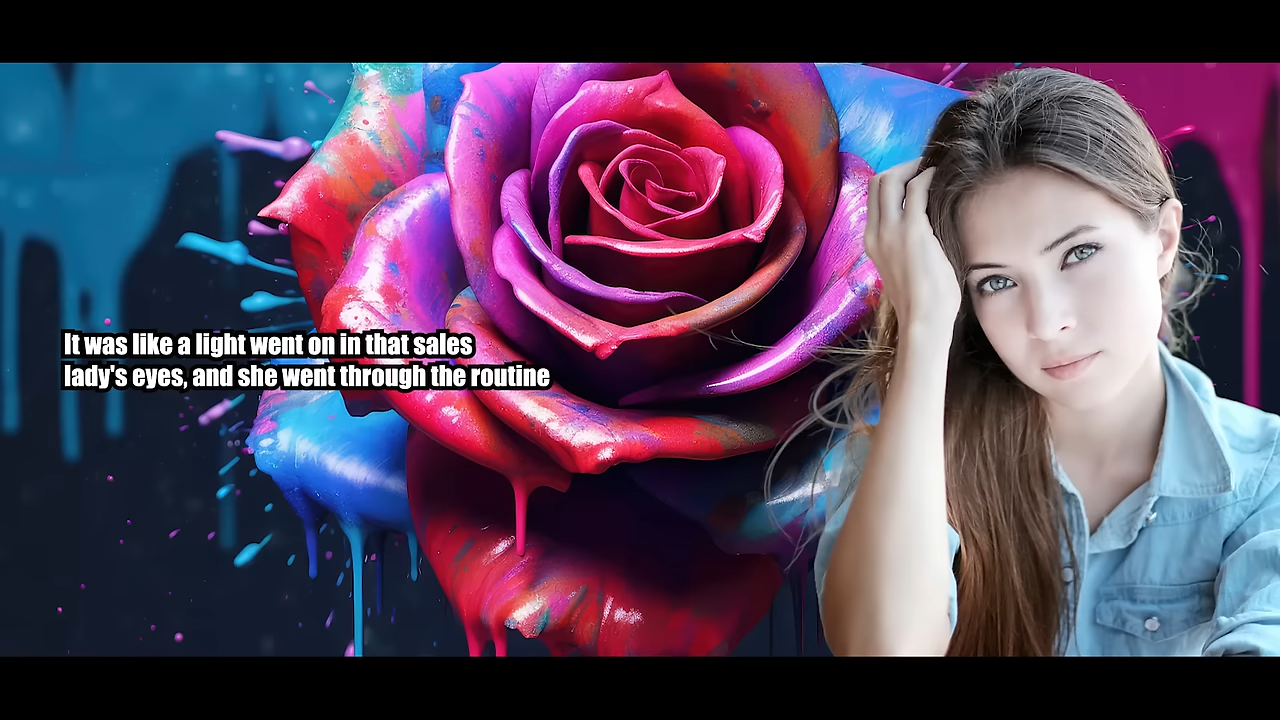 It was like a light went on in that sales
lady's eyes, and she went through the routine